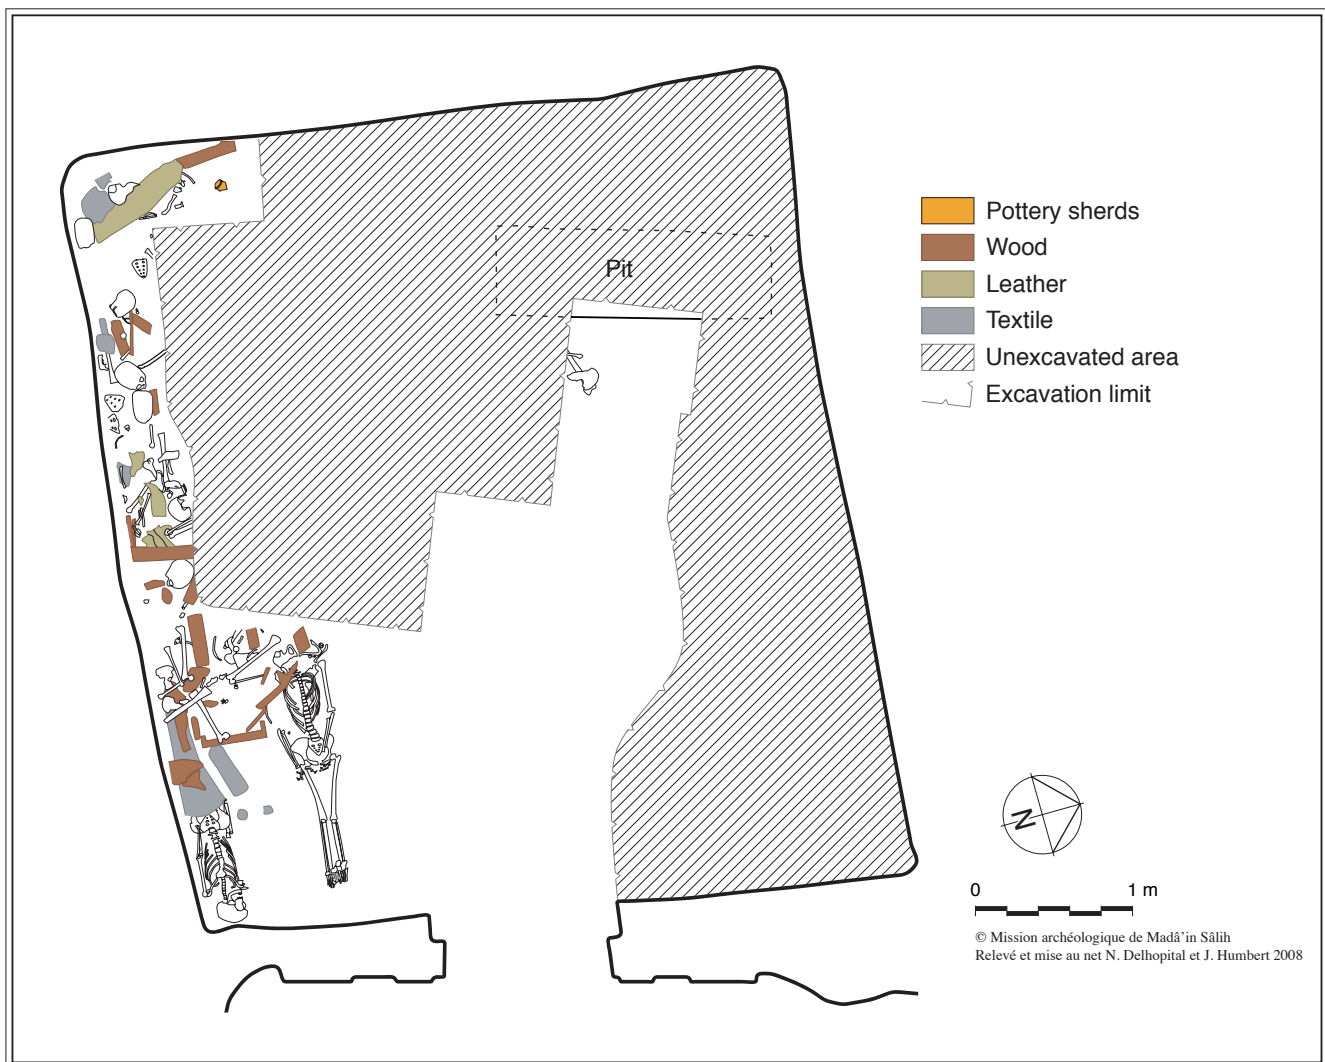 Pit
Pottery sherds
Wood
Leather
Textile
Unexcavated area
Excavation limit
N
0 1 m
© Mission archéologique de Madâ'in Sâlih
Relevé et mise au net N. Delhopital et J. Humbert 2008